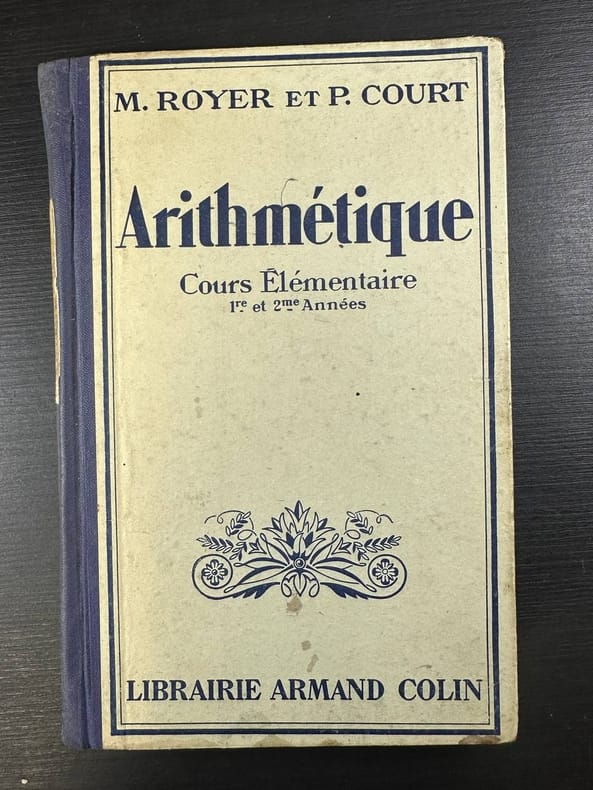 M. ROYER ET P. COURT
Arithmétique
Cours Élémentaire
1re et 2me Années
LIBRAIRIE ARMAND COLIN